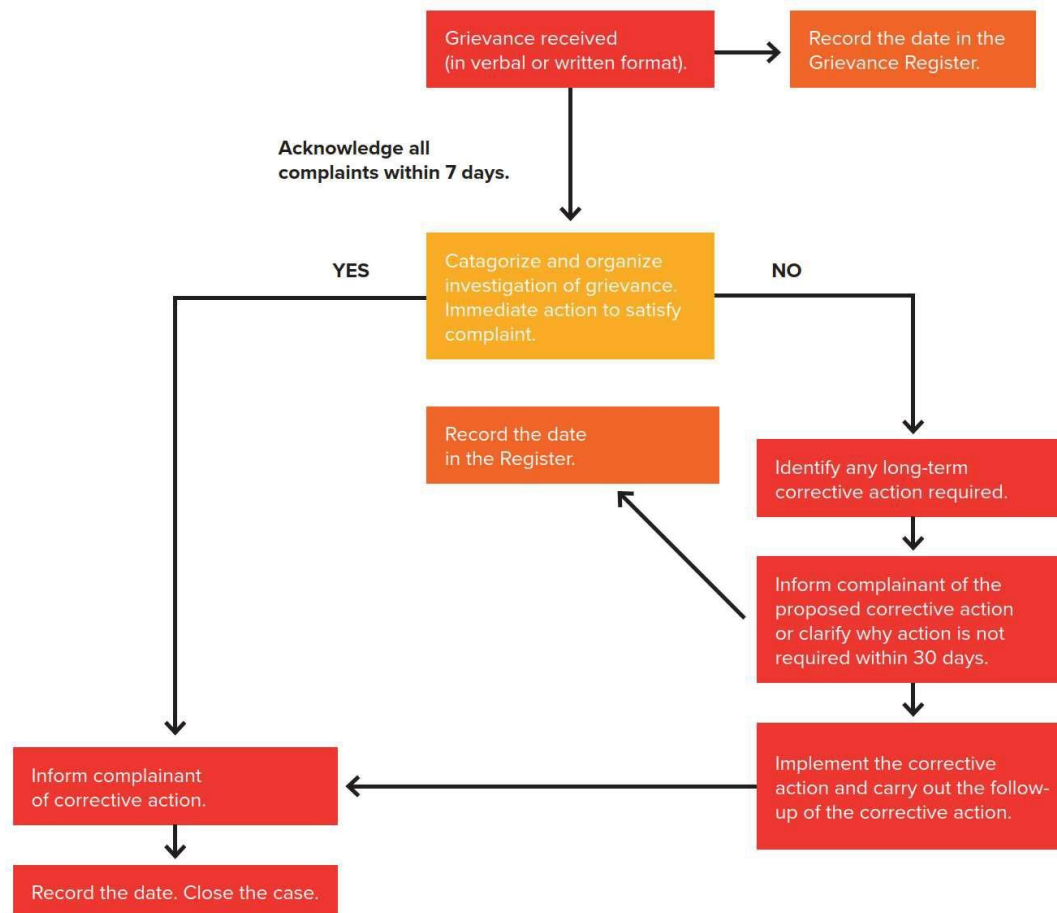 Grievance received
(in verbal or written format).
Record the date in the
Grievance Register.
Acknowledge all
complaints within 7 days.
YES
Catagorize and organize
investigation of grievance.
Immediate action to satisfy
complaint.
NO
Record the date
in the Register.
Identify any long-term
corrective action required.
Inform complainant of the
proposed corrective action
or clarify why action is not
required within 30 days.
Inform complainant
of corrective action.
Implement the corrective
action and carry out the follow-
up of the corrective action.
Record the date. Close the case.